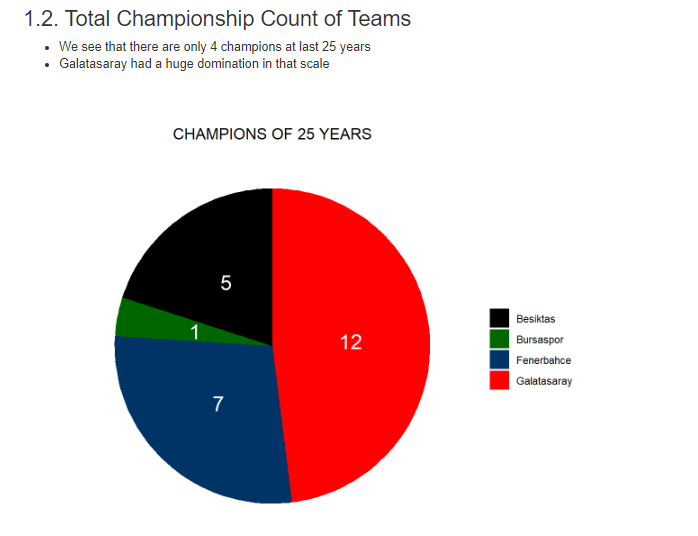 1.2. Total Championship Count of Teams
We see that there are only 4 champions at last 25 years
Galatasaray had a huge domination in that scale
CHAMPIONS OF 25 YEARS
5
1
12
7
Besiktas
Bursaspor
Fenerbahce
Galatasaray